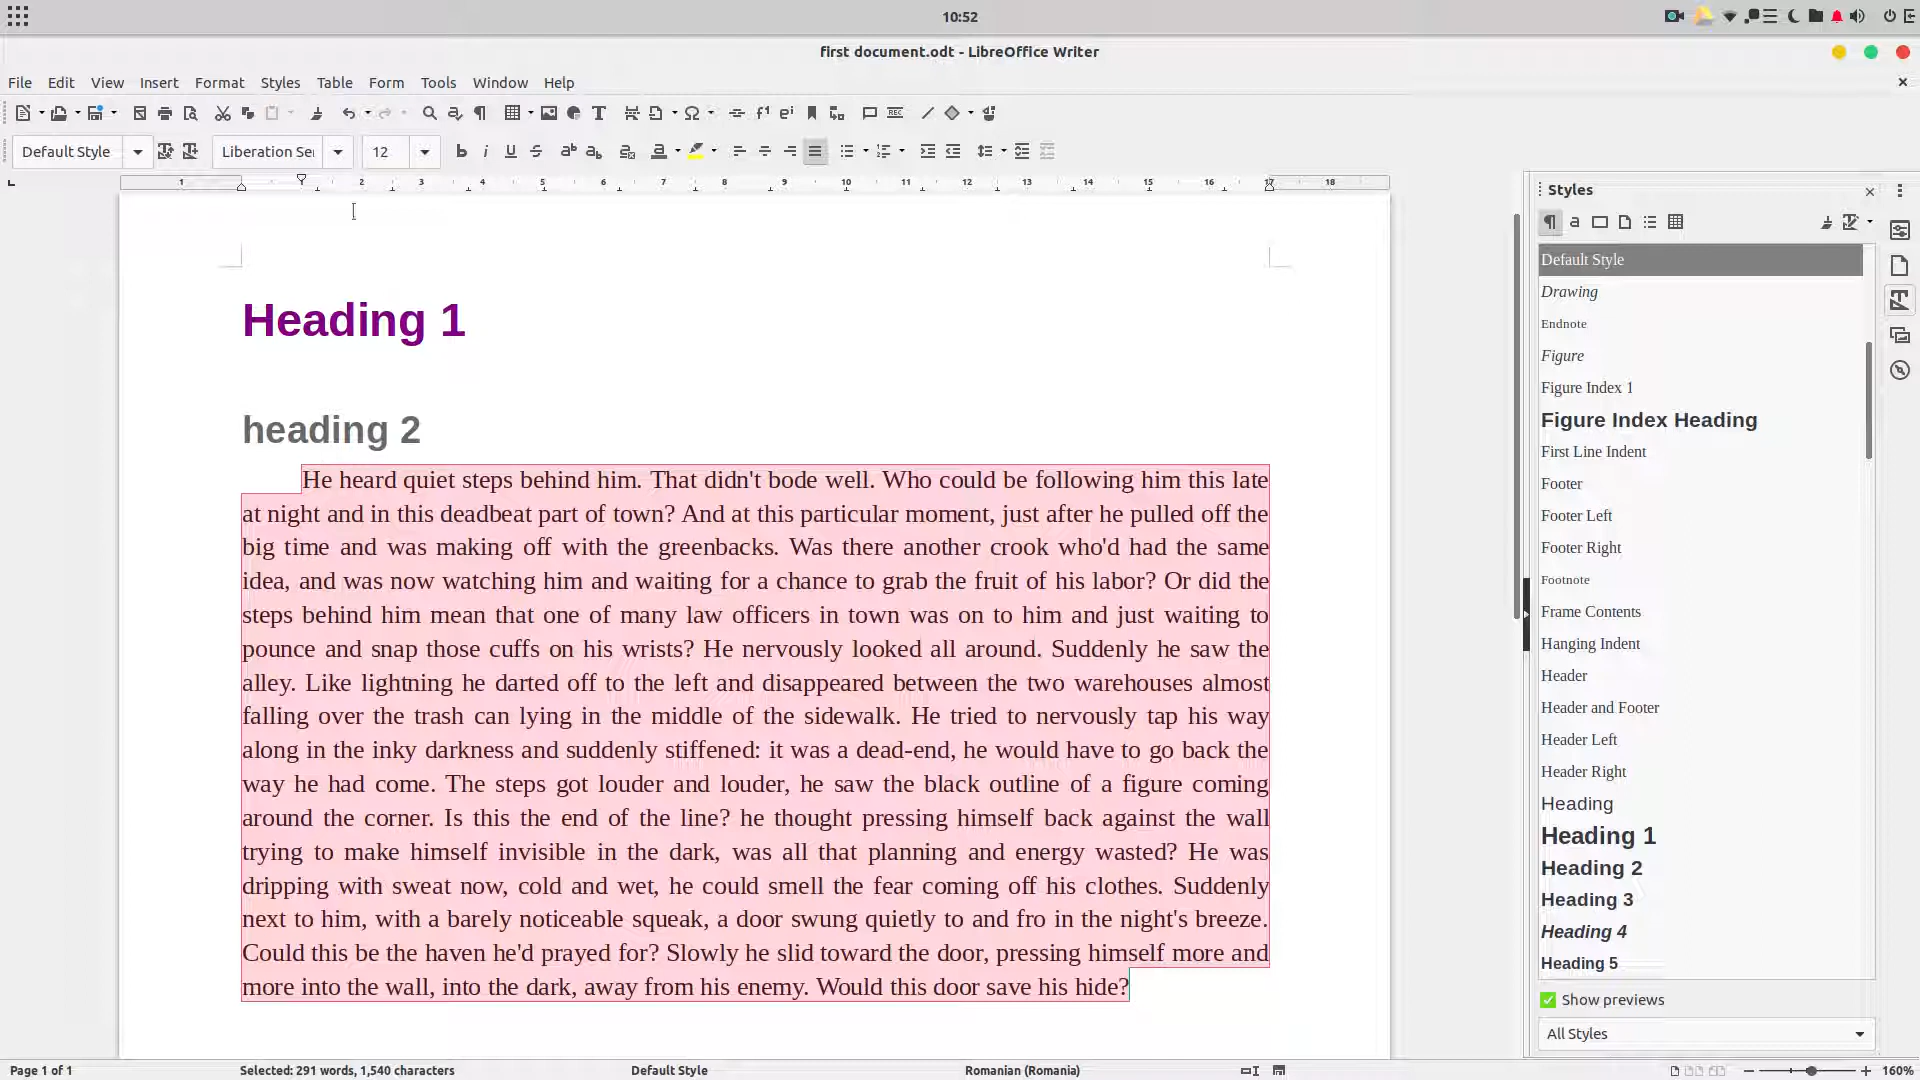 10:52
first document.odt - LibreOffice Writer
File Edit View Insert Format Styles Table Form Tools Window Help
Default Style Liberation Se 12
1 1 2 3 4 5 6 7 8 9 10 11 12 13 14 15 16 17 18
Heading 1
heading 2
He heard quiet steps behind him. That didn't bode well. Who could be following him this late
at night and in this deadbeat part of town? And at this particular moment, just after he pulled off the
big time and was making off with the greenbacks. Was there another crook who'd had the same
idea, and was now watching him and waiting for a chance to grab the fruit of his labor? Or did the
steps behind him mean that one of many law officers in town was on to him and just waiting to
pounce and snap those cuffs on his wrists? He nervously looked all around. Suddenly he saw the
alley. Like lightning he darted off to the left and disappeared between the two warehouses almost
falling over the trash can lying in the middle of the sidewalk. He tried to nervously tap his way
along in the inky darkness and suddenly stiffened: it was a dead-end, he would have to go back the
way he had come. The steps got louder and louder, he saw the black outline of a figure coming
around the corner. Is this the end of the line? he thought pressing himself back against the wall
trying to make himself invisible in the dark, was all that planning and energy wasted? He was
dripping with sweat now, cold and wet, he could smell the fear coming off his clothes. Suddenly
next to him, with a barely noticeable squeak, a door swung quietly to and fro in the night's breeze.
Could this be the haven he'd prayed for? Slowly he slid toward the door, pressing himself more and
more into the wall, into the dark, away from his enemy. Would this door save his hide?
Styles
Default Style
Drawing
Endnote
Figure
Figure Index 1
Figure Index Heading
First Line Indent
Footer
Footer Left
Footer Right
Footnote
Frame Contents
Hanging Indent
Header
Header and Footer
Header Left
Header Right
Heading
Heading 1
Heading 2
Heading 3
Heading 4
Heading 5
Show previews
All Styles
Page 1 of 1 Selected: 291 words, 1,540 characters Default Style Romanian (Romania) 160%